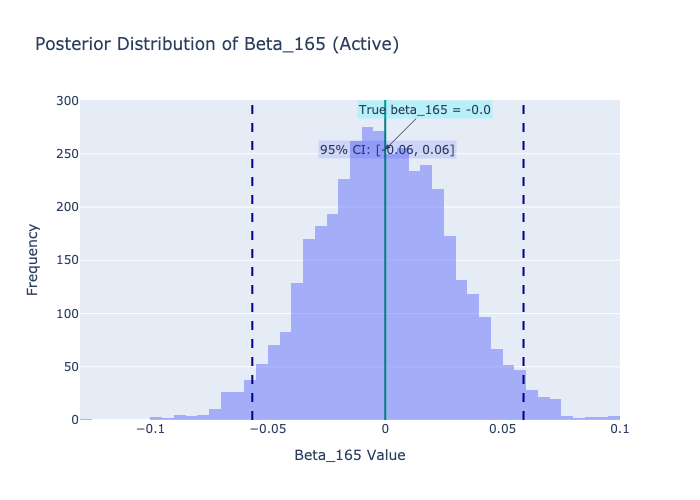 Posterior Distribution of Beta_165 (Active)
300
True beta_165 = -0.0
95% CI: [-0.06, 0.06]
250
200
150
100
50
0
Frequency
−0.1
−0.05
0
0.05
0.1
Beta_165 Value